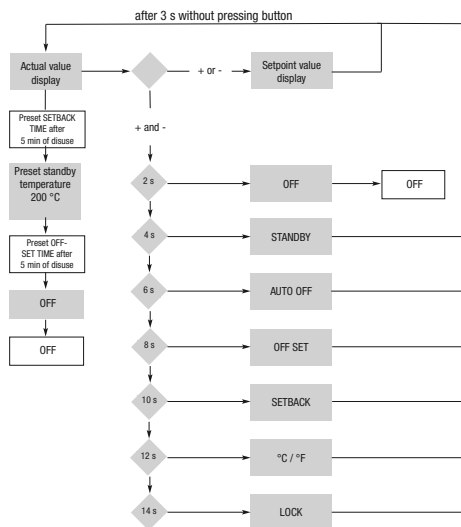 after 3 s without pressing button
Actual value
display
+ or -
Setpoint value
display
Preset SETBACK
TIME after
5 min of disuse
+ and -
Preset standby
temperature
200 °C
2 s
OFF
OFF
Preset OFF-
SET TIME after
5 min of disuse
4 s
STANDBY
OFF
6 s
AUTO OFF
OFF
8 s
OFF SET
10 s
SETBACK
12 s
°C / °F
14 s
LOCK